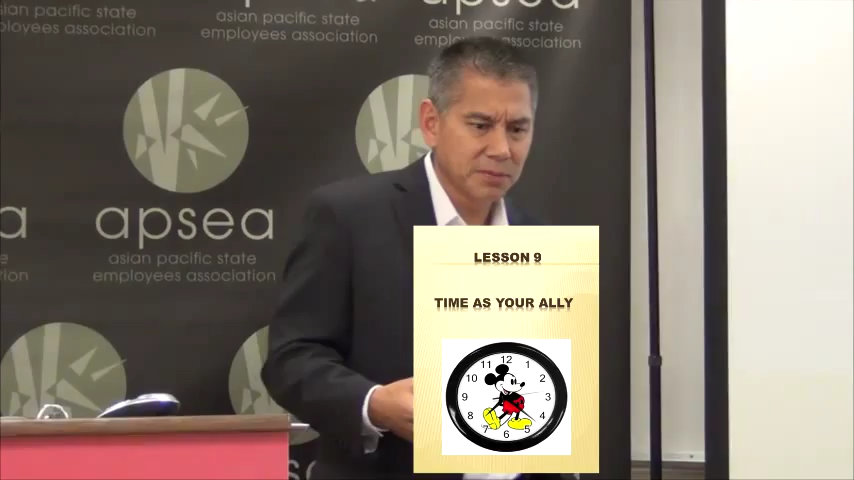 asian pacific state
employees association
asian pacific state
employees association
apsea
asian pacific state
employees association
LESSON 9
TIME AS YOUR ALLY
12
11
1
10
2
9
3
8
4
7
5
6